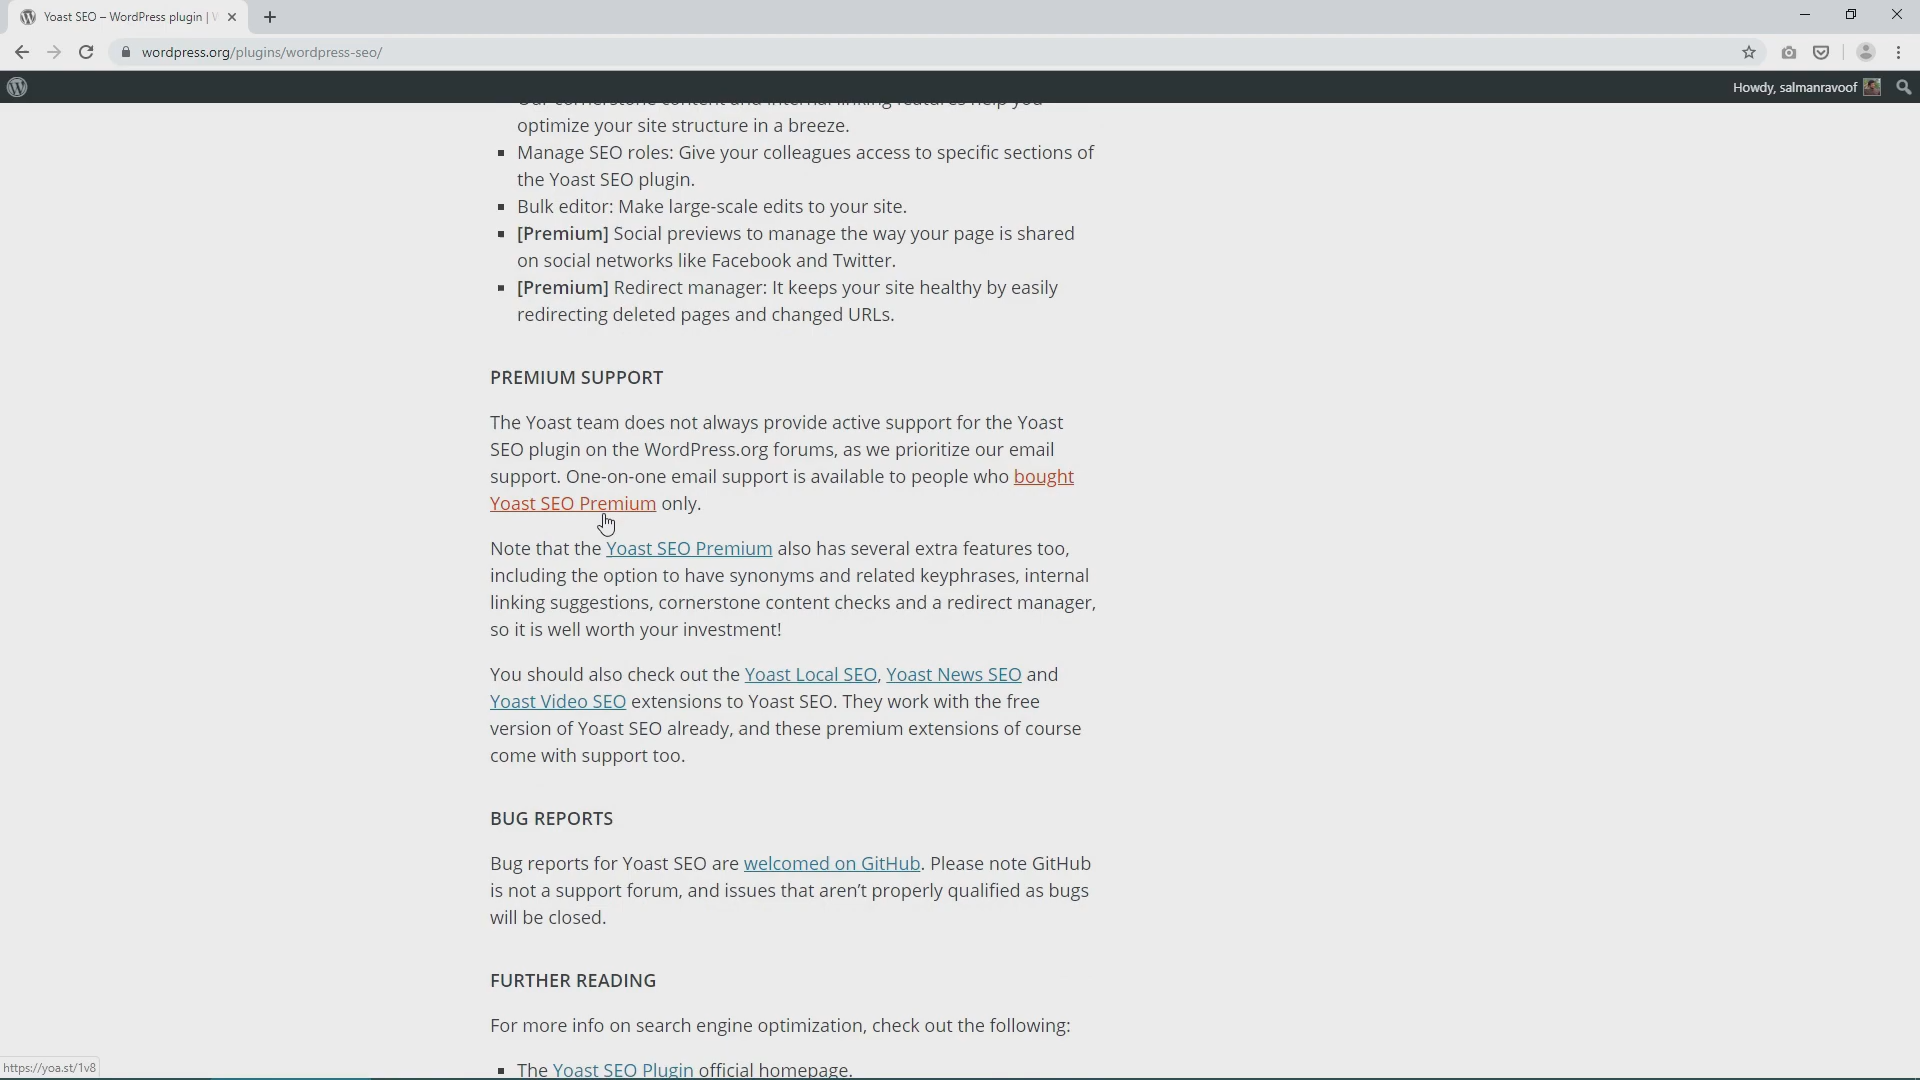 Yoast SEO – WordPress plugin |
wordpress.org/plugins/wordpress-seo/
Howdy, salmanravoof
Our cornerstone content and internal linking features help you
optimize your site structure in a breeze.
Manage SEO roles: Give your colleagues access to specific sections of
the Yoast SEO plugin.
Bulk editor: Make large-scale edits to your site.
[Premium] Social previews to manage the way your page is shared
on social networks like Facebook and Twitter.
[Premium] Redirect manager: It keeps your site healthy by easily
redirecting deleted pages and changed URLs.
PREMIUM SUPPORT
The Yoast team does not always provide active support for the Yoast
SEO plugin on the WordPress.org forums, as we prioritize our email
support. One-on-one email support is available to people who bought
Yoast SEO Premium only.
Note that the Yoast SEO Premium also has several extra features too,
including the option to have synonyms and related keyphrases, internal
linking suggestions, cornerstone content checks and a redirect manager,
so it is well worth your investment!
You should also check out the Yoast Local SEO, Yoast News SEO and
Yoast Video SEO extensions to Yoast SEO. They work with the free
version of Yoast SEO already, and these premium extensions of course
come with support too.
BUG REPORTS
Bug reports for Yoast SEO are welcomed on GitHub. Please note GitHub
is not a support forum, and issues that aren’t properly qualified as bugs
will be closed.
FURTHER READING
For more info on search engine optimization, check out the following:
The Yoast SEO Plugin official homepage.
https://yoa.st/1v8